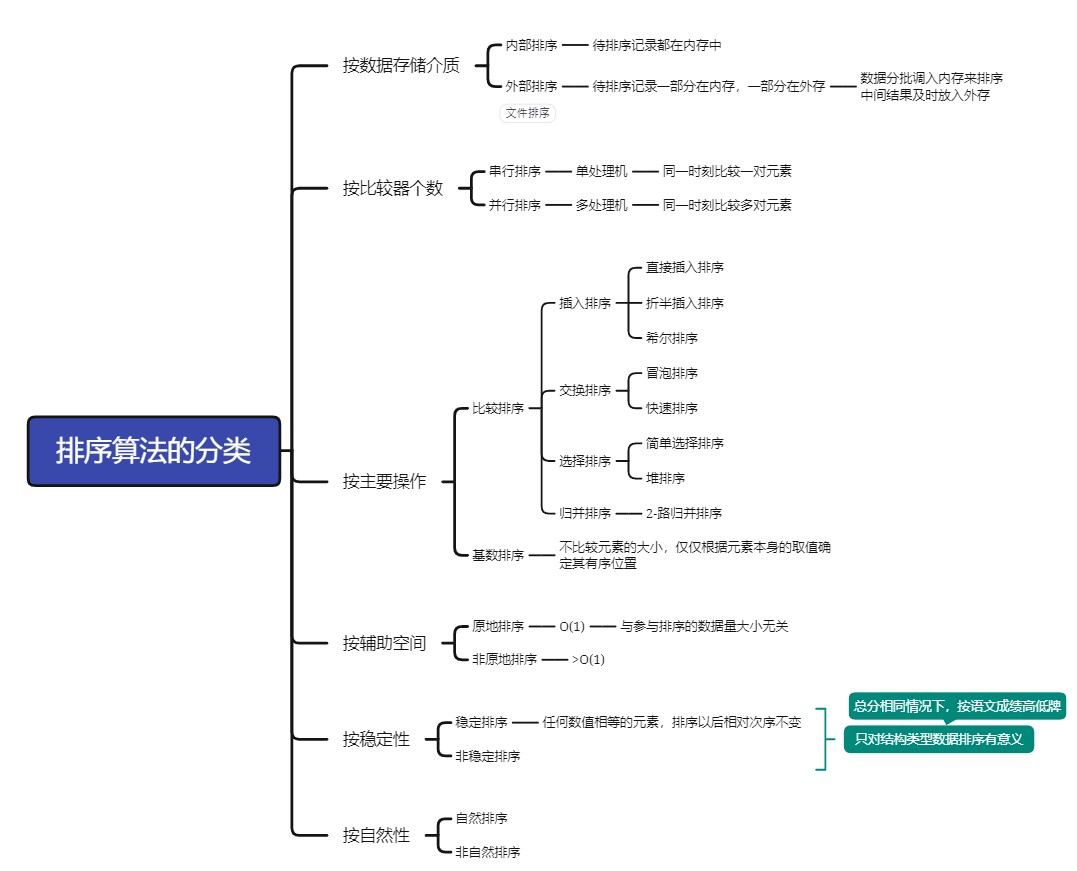 排序算法的分类
按数据存储介质
内部排序
待排序记录都在内存中
外部排序
待排序记录一部分在内存，一部分在外存
数据分批调入内存来排序
中间结果及时放入外存
文件排序
按比较器个数
串行排序
单处理机
同一时刻比较一对元素
并行排序
多处理机
同一时刻比较多对元素
按主要操作
比较排序
插入排序
直接插入排序
折半插入排序
希尔排序
交换排序
冒泡排序
快速排序
选择排序
简单选择排序
堆排序
归并排序
2-路归并排序
基数排序
不比较元素的大小，仅仅根据元素本身的取值确
定其有序位置
按辅助空间
原地排序
O(1)
与参与排序的数据量大小无关
非原地排序
>O(1)
按稳定性
稳定排序
任何数值相等的元素，排序以后相对次序不变
非稳定排序
总分相同情况下，按语文成绩高低牌
只对结构类型数据排序有意义
按自然性
自然排序
非自然排序